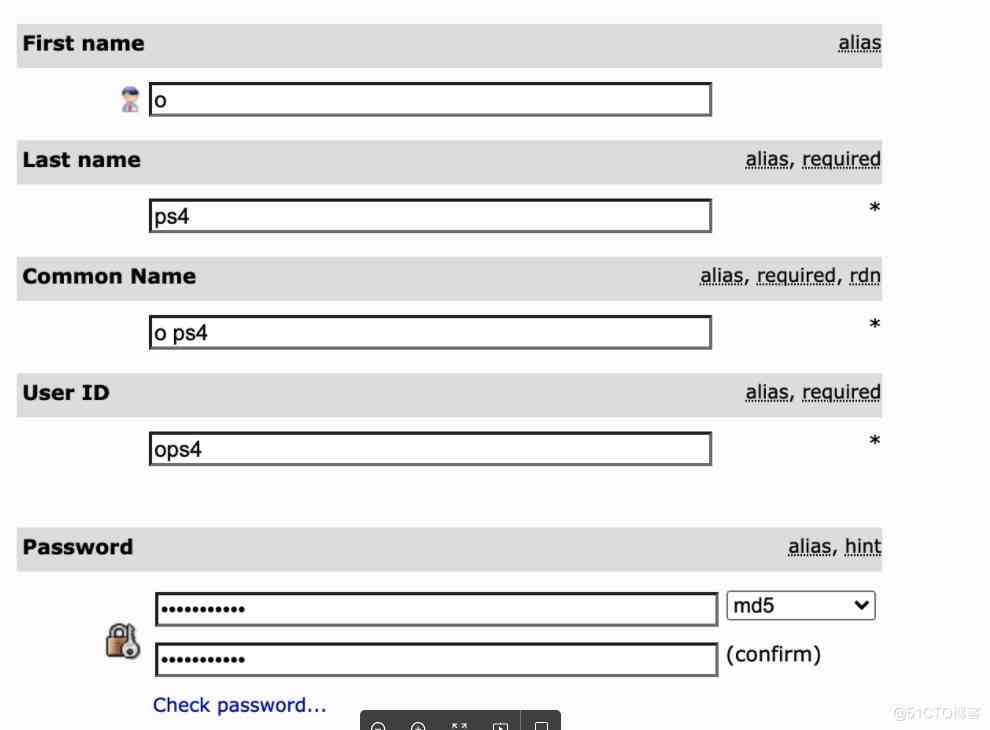 First name alias
o
Last name alias, required
ps4 *
Common Name alias, required, rdn
o ps4 *
User ID alias, required
ops4 *
Password alias, hint
••••••••••• md5
••••••••••• (confirm)
Check password...
@51CTO博客